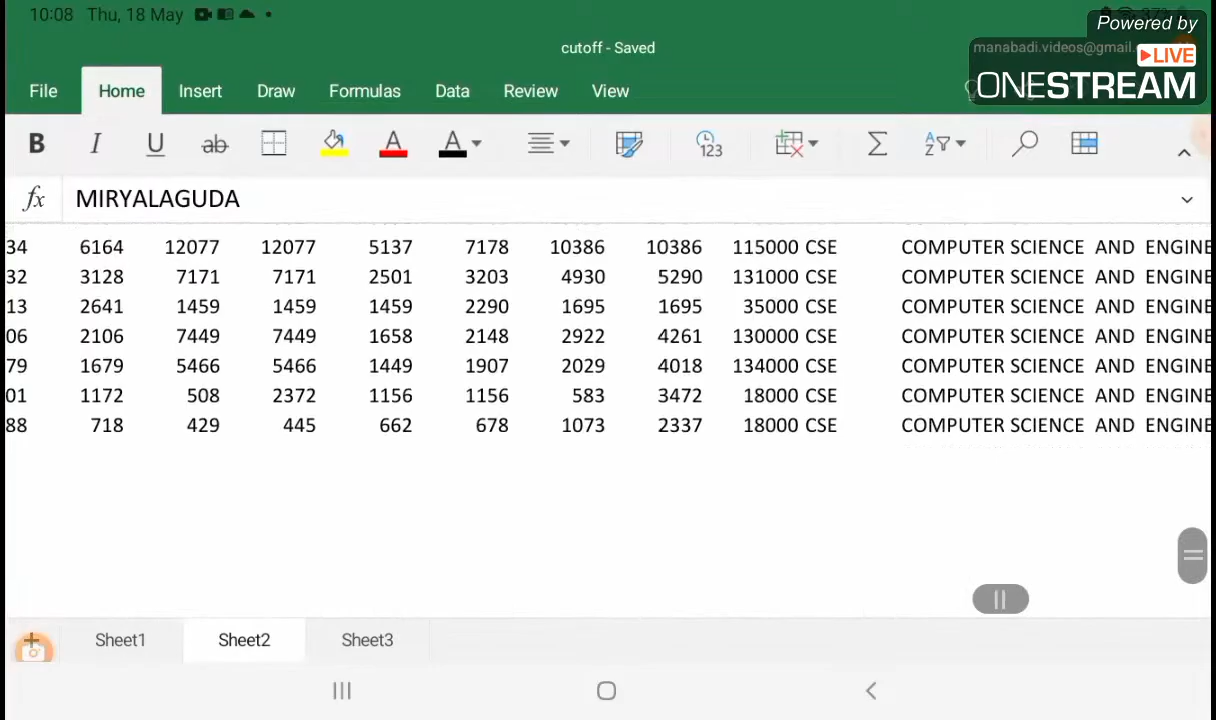 10:08 Thu, 18 May
Powered by
cutoff - Saved
manabadi.videos@gmail.
LIVE
ONESTREAM
File Home Insert Draw Formulas Data Review View
B I U ab A A 123 Σ A Z
fx MIRYALAGUDA
34 6164 12077 12077 5137 7178 10386 10386 115000 CSE COMPUTER SCIENCE AND ENGINE
32 3128 7171 7171 2501 3203 4930 5290 131000 CSE COMPUTER SCIENCE AND ENGINE
13 2641 1459 1459 1459 2290 1695 1695 35000 CSE COMPUTER SCIENCE AND ENGINE
06 2106 7449 7449 1658 2148 2922 4261 130000 CSE COMPUTER SCIENCE AND ENGINE
79 1679 5466 5466 1449 1907 2029 4018 134000 CSE COMPUTER SCIENCE AND ENGINE
01 1172 508 2372 1156 1156 583 3472 18000 CSE COMPUTER SCIENCE AND ENGINE
88 718 429 445 662 678 1073 2337 18000 CSE COMPUTER SCIENCE AND ENGINE
Sheet1 Sheet2 Sheet3